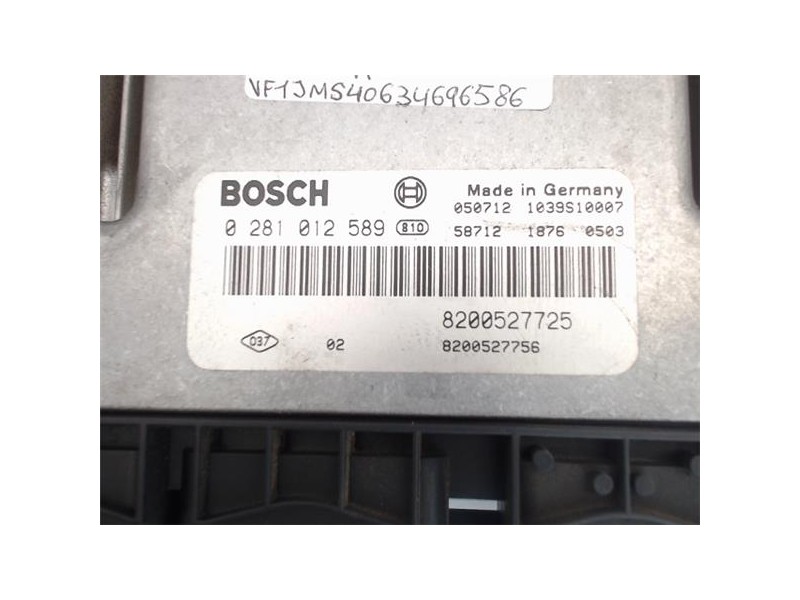 VF1JMS40634696586
BOSCH Made in Germany
050712 1039S10007
0 281 012 589 810 58712 1876 0503
8200527725
037 02 8200527756